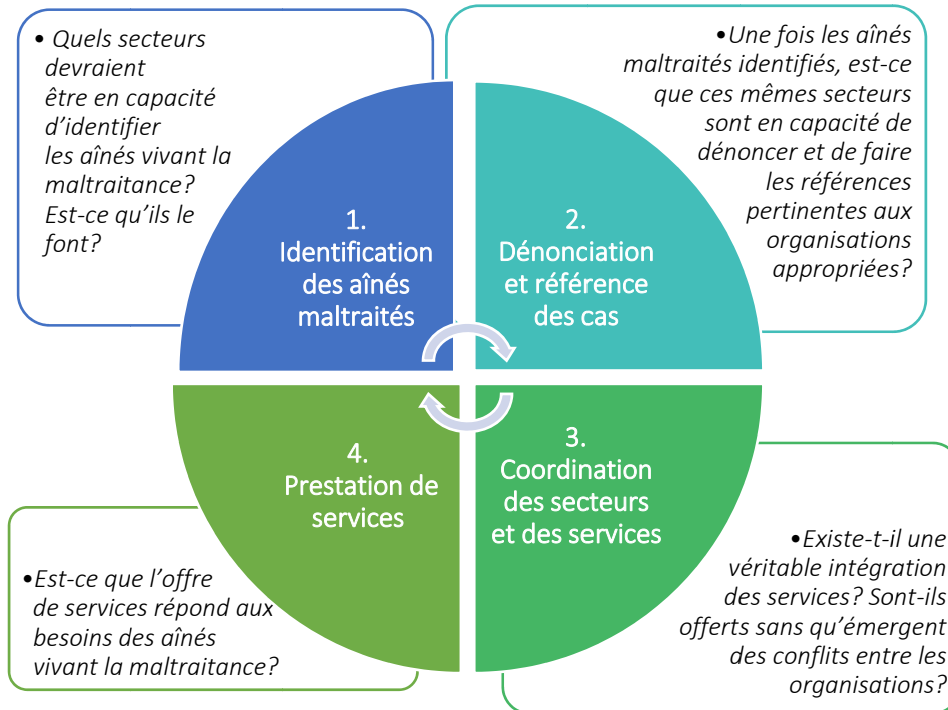 • Quels secteurs
devraient
être en capacité
d'identifier
les aînés vivant la
maltraitance?
Est-ce qu'ils le
font?
•Une fois les aînés
maltraités identifiés, est-ce
que ces mêmes secteurs
sont en capacité de
dénoncer et de faire
les références
pertinentes aux
organisations
appropriées?
1.
Identification
des aînés
maltraités
2.
Dénonciation
et référence
des cas
3.
Coordination
des secteurs
et des services
4.
Prestation de
services
•Est-ce que l'offre
de services répond aux
besoins des aînés
vivant la maltraitance?
•Existe-t-il une
véritable intégration
des services? Sont-ils
offerts sans qu'émergent
des conflits entre les
organisations?